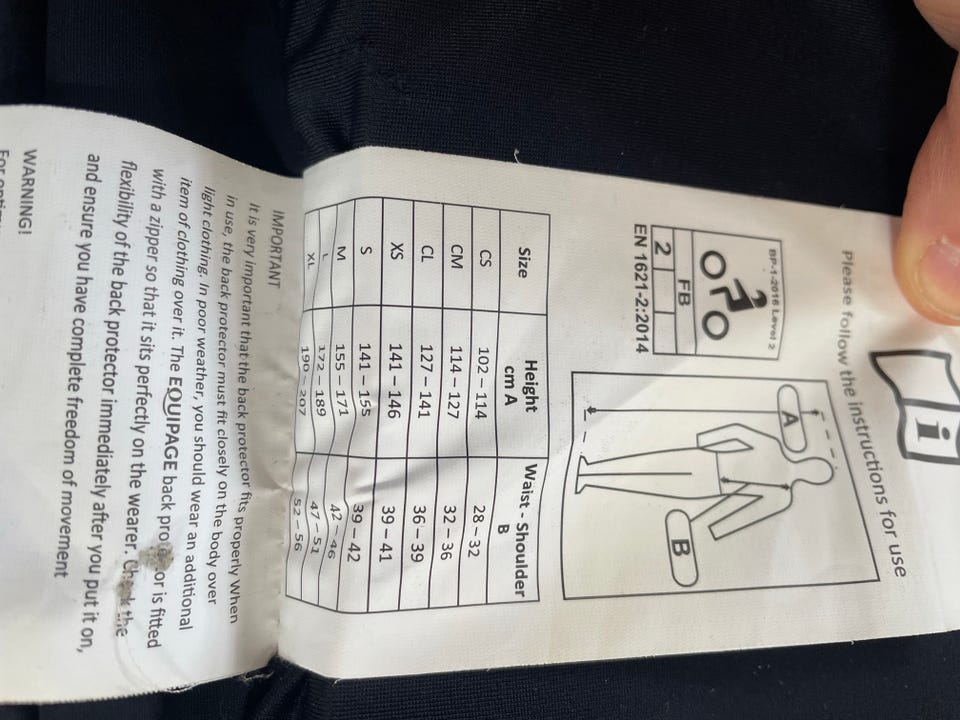 Please follow the instructions for use
i
BP-1-2016 Level 2
FB
2
EN 1621-2:2014
A
B
Size Height cm A Waist - Shoulder B
CS 102 – 114 28 – 32
CM 114 – 127 32 – 36
CL 127 – 141 36 – 39
XS 141 – 146 39 – 41
S 141 – 155 39 – 42
M 155 – 171 42 – 46
L 172 – 189 47 – 51
XL 190 – 207 52 – 56
IMPORTANT
It is very important that the back protector fits properly When
in use, the back protector must fit closely on the body over
light clothing. In poor weather, you should wear an additional
item of clothing over it. The EQUIPAGE back protector is fitted
with a zipper so that it sits perfectly on the wearer. Check the
flexibility of the back protector immediately after you put it on,
and ensure you have complete freedom of movement
WARNING!